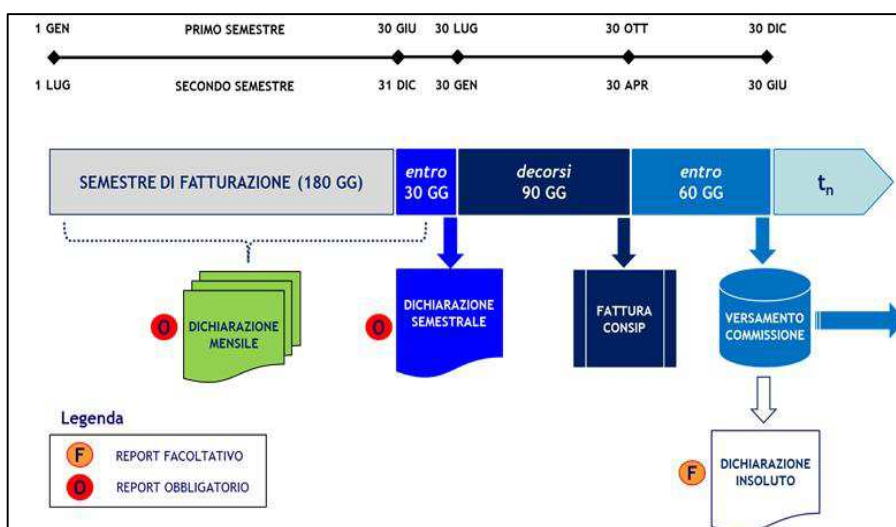 1 GEN PRIMO SEMESTRE 30 GIU 30 LUG 30 OTT 30 DIC
1 LUG SECONDO SEMESTRE 31 DIC 30 GEN 30 APR 30 GIU
SEMESTRE DI FATTURAZIONE (180 GG)
entro
30 GG
decorsi
90 GG
entro
60 GG
tn
O
DICHIARAZIONE
MENSILE
O
DICHIARAZIONE
SEMESTRALE
FATTURA
CONSIP
VERSAMENTO
COMMISSIONE
Legenda
F REPORT FACOLTATIVO
O REPORT OBBLIGATORIO
F
DICHIARAZIONE
INSOLUTO